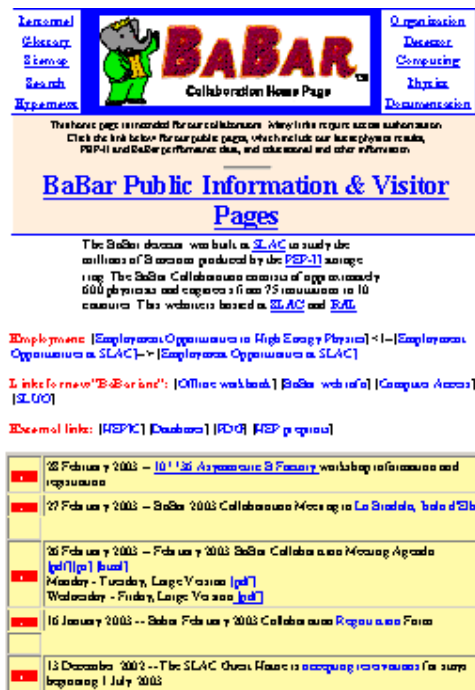 Personnel
Glossary
Sitemap
Search
Hypernews
BABAR™
Collaboration Home Page
Organization
Detector
Computing
Physics
Documentation
This home page is intended for our collaborators. Many links require access authorization
Click the link below for our public pages, which include our latest physics results,
PEP-II and BaBar performance data, and educational and other information
BaBar Public Information & Visitor
Pages
The BaBar detector was built at SLAC to study the
millions of B mesons produced by the PEP-II storage
ring. The BaBar Collaboration consists of approximately
600 physicists and engineers from 75 institutions in 10
countries. This website is hosted at SLAC and RAL
Employment: [Employment Opportunities in High Energy Physics] <!--[Employment
Opportunities at SLAC]--> [Employment Opportunities at SLAC]
Links for new "BaBarians": [Offline workbook] [BaBar web info] [Computer Access]
[SLUO]
External links: [HEPIC] [Databases] [PDG] [HEP preprints]
28 February 2003 -- 10^36 Asymmetric B Factory workshop information and
registration
27 February 2003 -- BaBar 2003 Collaboration Meeting in La Biodola, Isola d'Elba
26 February 2003 -- February 2003 BaBar Collaboration Meeting Agenda
[pdf] [ps] [html]
Monday - Tuesday, Large Version [pdf]
Wednesday - Friday, Large Version [pdf]
16 January 2003 -- Babar February 2003 Collaboration Registration Form
13 December 2002 -- The SLAC Guest House is accepting reservations for stays
beginning 1 July 2003